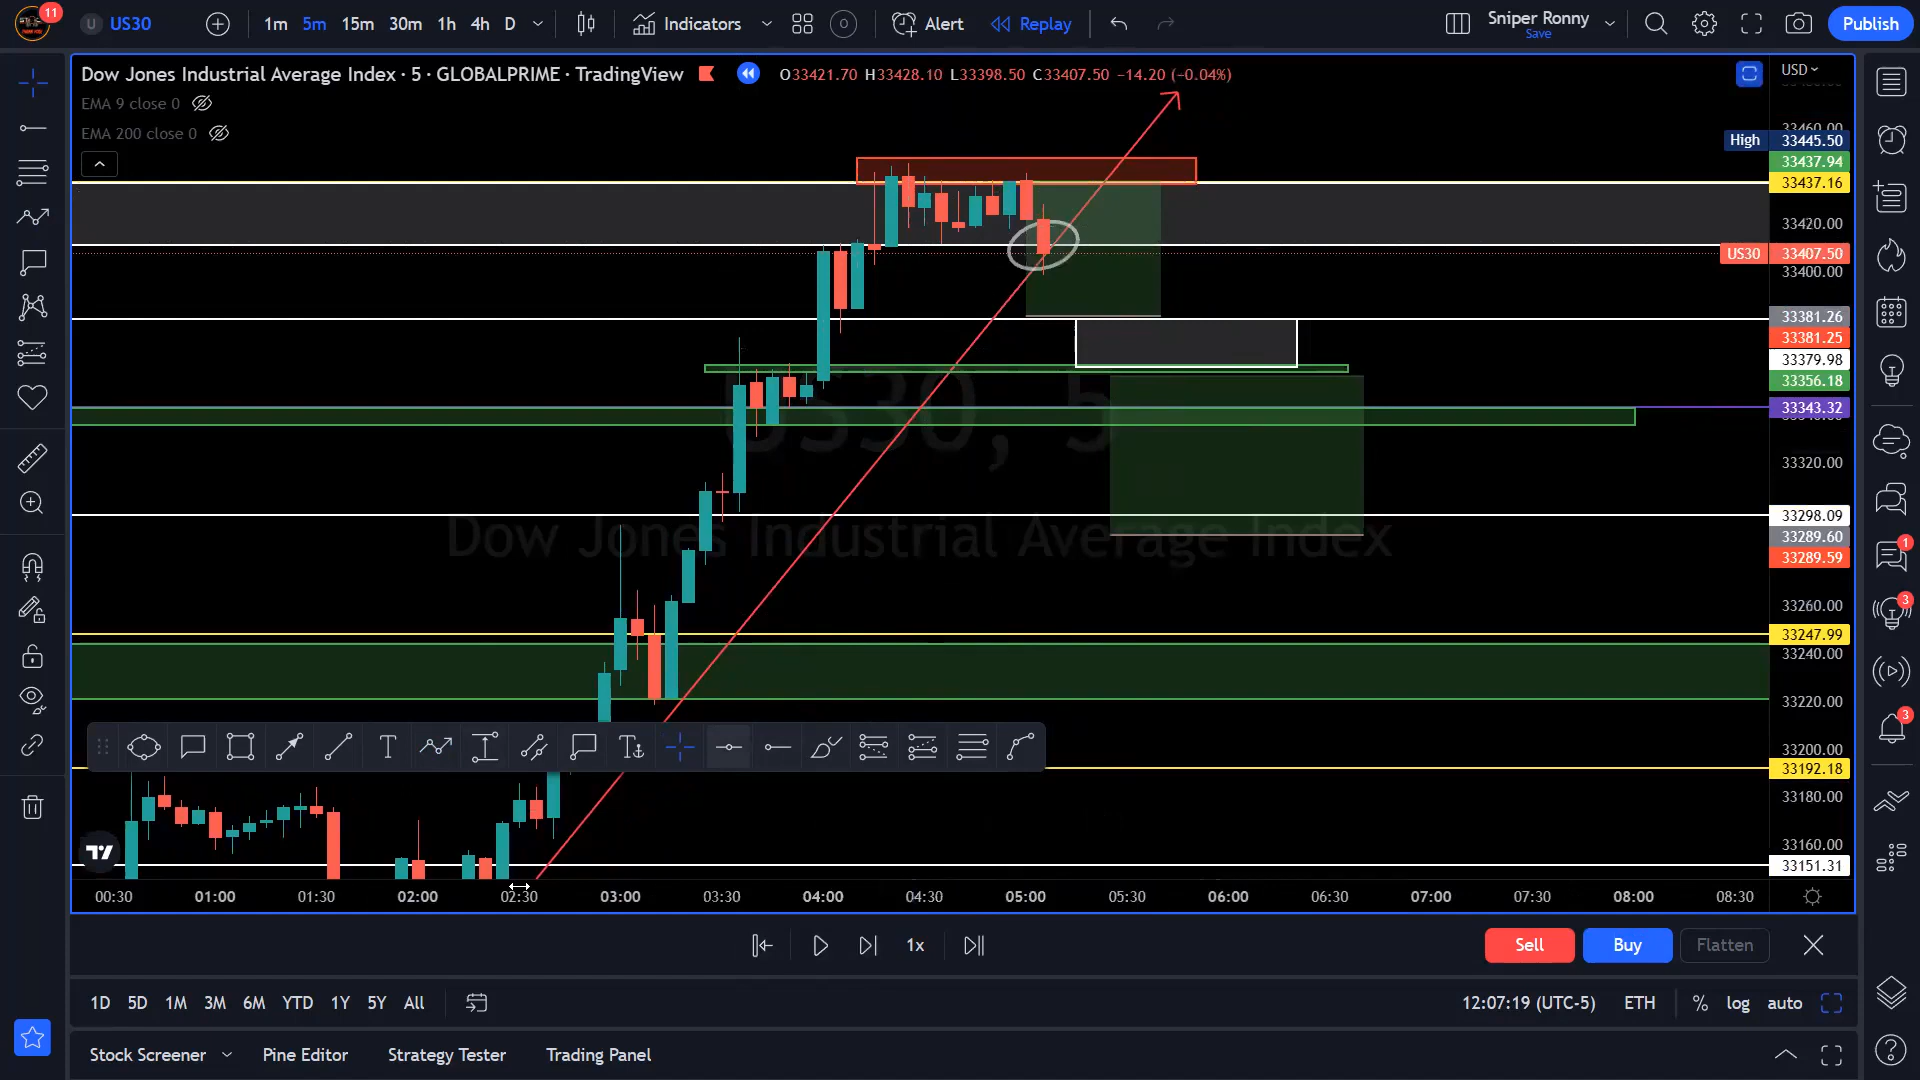 11
U US30 1m 5m 15m 30m 1h 4h D Indicators Alert Replay Sniper Ronny Publish
Save
Dow Jones Industrial Average Index · 5 · GLOBALPRIME · TradingView O33421.70 H33428.10 L33398.50 C33407.50 −14.20 (−0.04%) USD
EMA 9 close 0
EMA 200 close 0
33460.00
High 33445.50
33437.94
33437.16
33420.00
US30 33407.50
33400.00
33381.26
33381.25
33379.98
33356.18
33343.32
US30, 5
33320.00
33298.09
Dow Jones Industrial Average Index
33289.60
33289.59
1
33260.00
3
33247.99
33240.00
33220.00
3
33200.00
33192.18
33180.00
33160.00
33151.31
00:30 01:00 01:30 02:00 02:30 03:00 03:30 04:00 04:30 05:00 05:30 06:00 06:30 07:00 07:30 08:00 08:30
1x Sell Buy Flatten
1D 5D 1M 3M 6M YTD 1Y 5Y All 12:07:19 (UTC-5) ETH % log auto
Stock Screener Pine Editor Strategy Tester Trading Panel